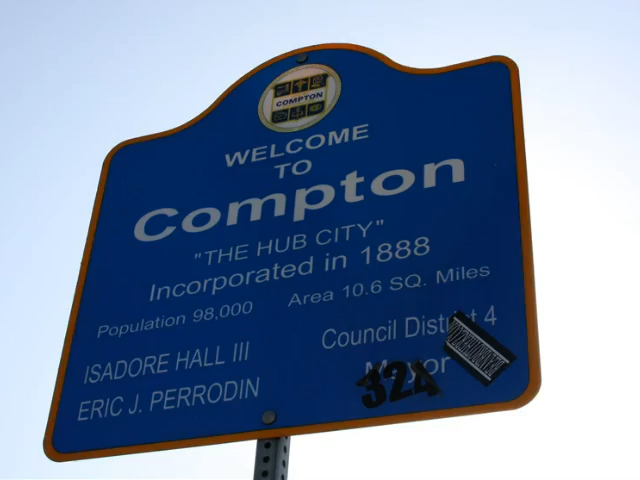 COMPTON
WELCOME
TO
Compton
"THE HUB CITY"
Incorporated in 1888
Population 98,000 Area 10.6 SQ. Miles
ISADORE HALL III Council District 4
ERIC J. PERRODIN Mayor
324